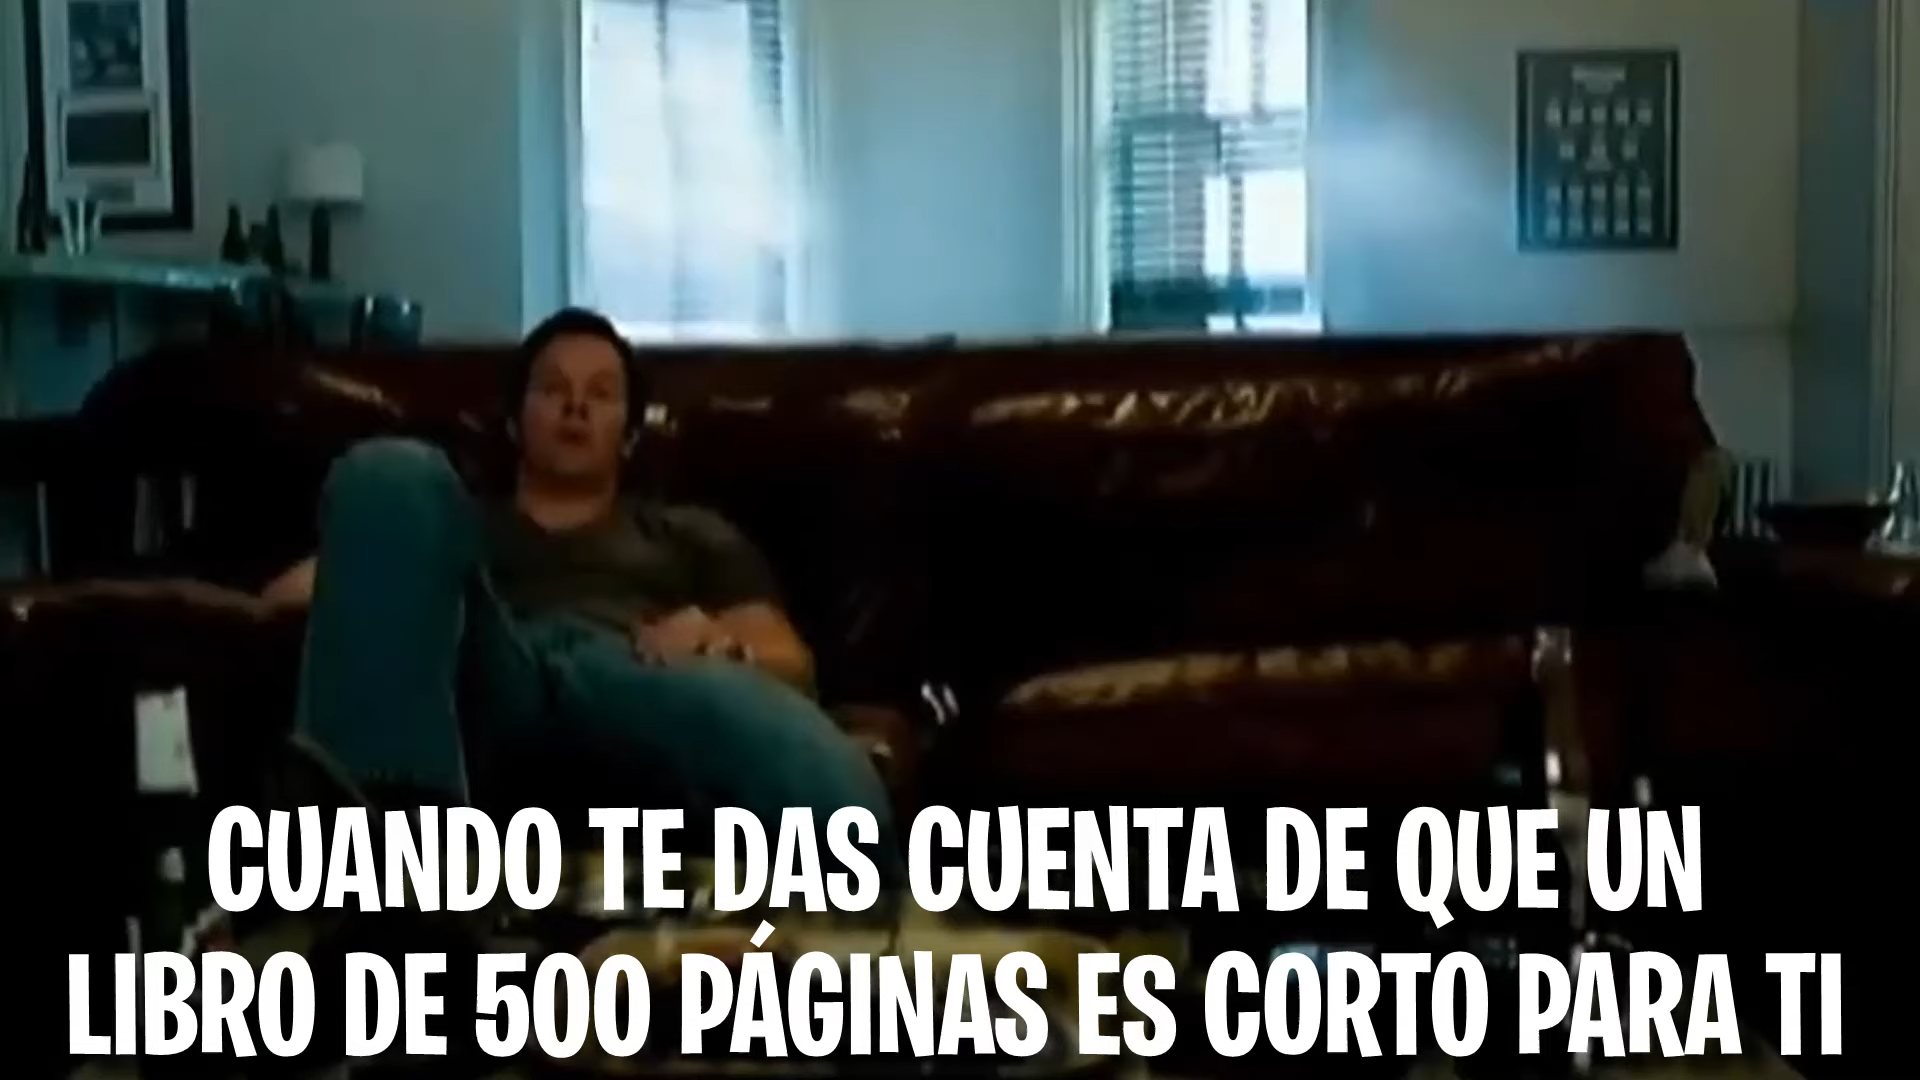 CUANDO TE DAS CUENTA DE QUE UN
LIBRO DE 500 PÁGINAS ES CORTO PARA TI